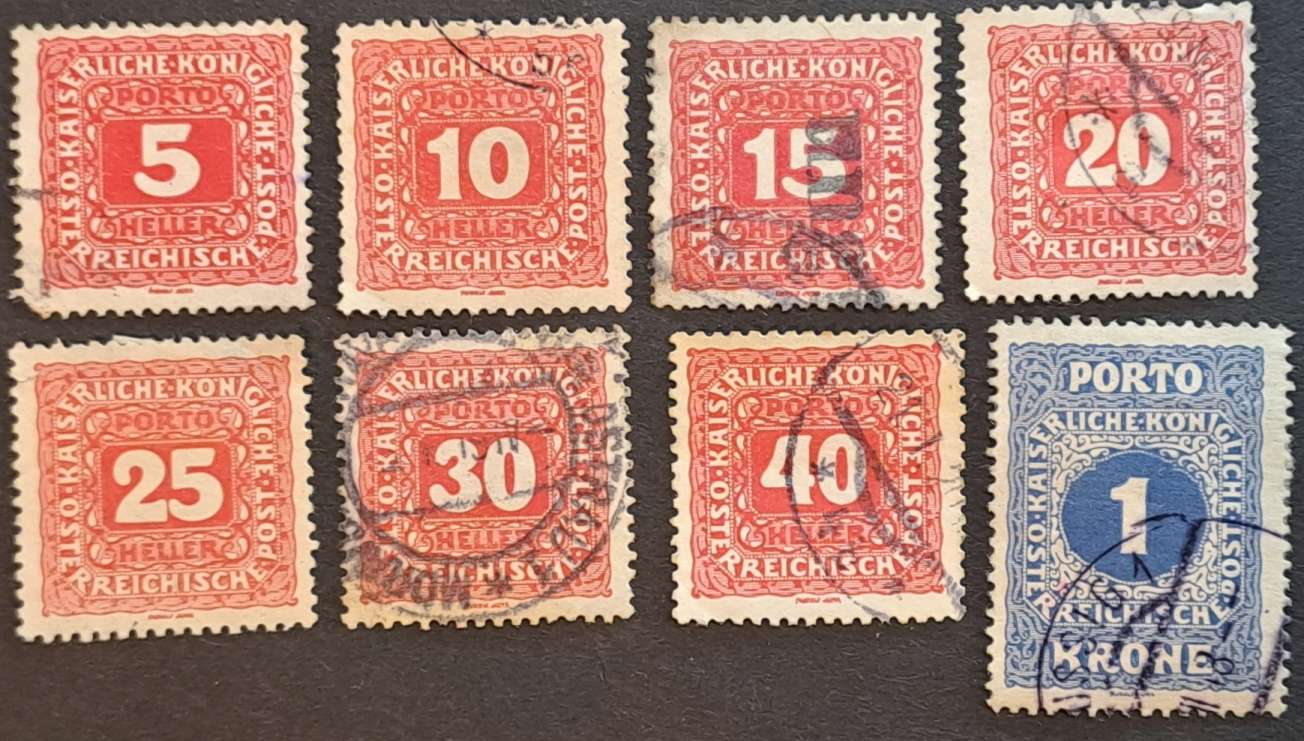 KAISERLICHE·KÖNIGLICHE·POST·
PORTO
5
HELLER
ÖSTERREICHISCHE
KAISERLICHE·KÖNIGLICHE·POST·
PORTO
10
HELLER
ÖSTERREICHISCHE
KAISERLICHE·KÖNIGLICHE·POST·
PORTO
15
HELLER
ÖSTERREICHISCHE
KAISERLICHE·KÖNIGLICHE·POST·
PORTO
20
HELLER
ÖSTERREICHISCHE
KAISERLICHE·KÖNIGLICHE·POST·
PORTO
25
HELLER
ÖSTERREICHISCHE
KAISERLICHE·KÖNIGLICHE·POST·
PORTO
30
HELLER
ÖSTERREICHISCHE
KAISERLICHE·KÖNIGLICHE·POST·
PORTO
40
HELLER
ÖSTERREICHISCHE
PORTO
KAISERLICHE·KÖNIGLICHE
1
POST
ÖSTERREICHISCHE
KRONE